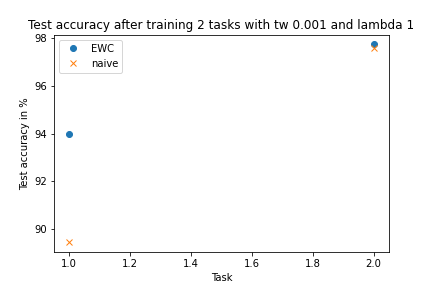 Test accuracy after training 2 tasks with tw 0.001 and lambda 1
EWC
naive
98
96
94
92
90
Test accuracy in %
1.0 1.2 1.4 1.6 1.8 2.0
Task